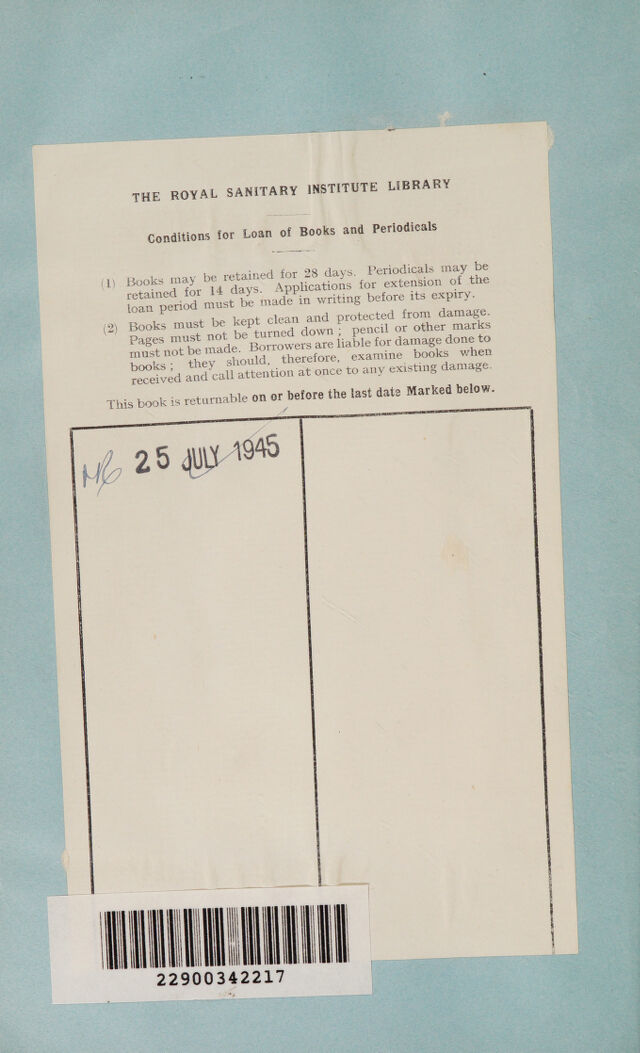 THE ROYAL SANITARY INSTITUTE LIBRARY
Conditions for Loan of Books and Periodicals
(1) Books may be retained for 28 days. Periodicals may be
retained for 14 days. Applications for extension of the
loan period must be made in writing before its expiry.
(2) Books must be kept clean and protected from damage.
Pages must not be turned down ; pencil or other marks
must not be made. Borrowers are liable for damage done to
books ; they should, therefore, examine books when
received and call attention at once to any existing damage.
This book is returnable on or before the last date Marked below.
25 JULY 1945
22900342217